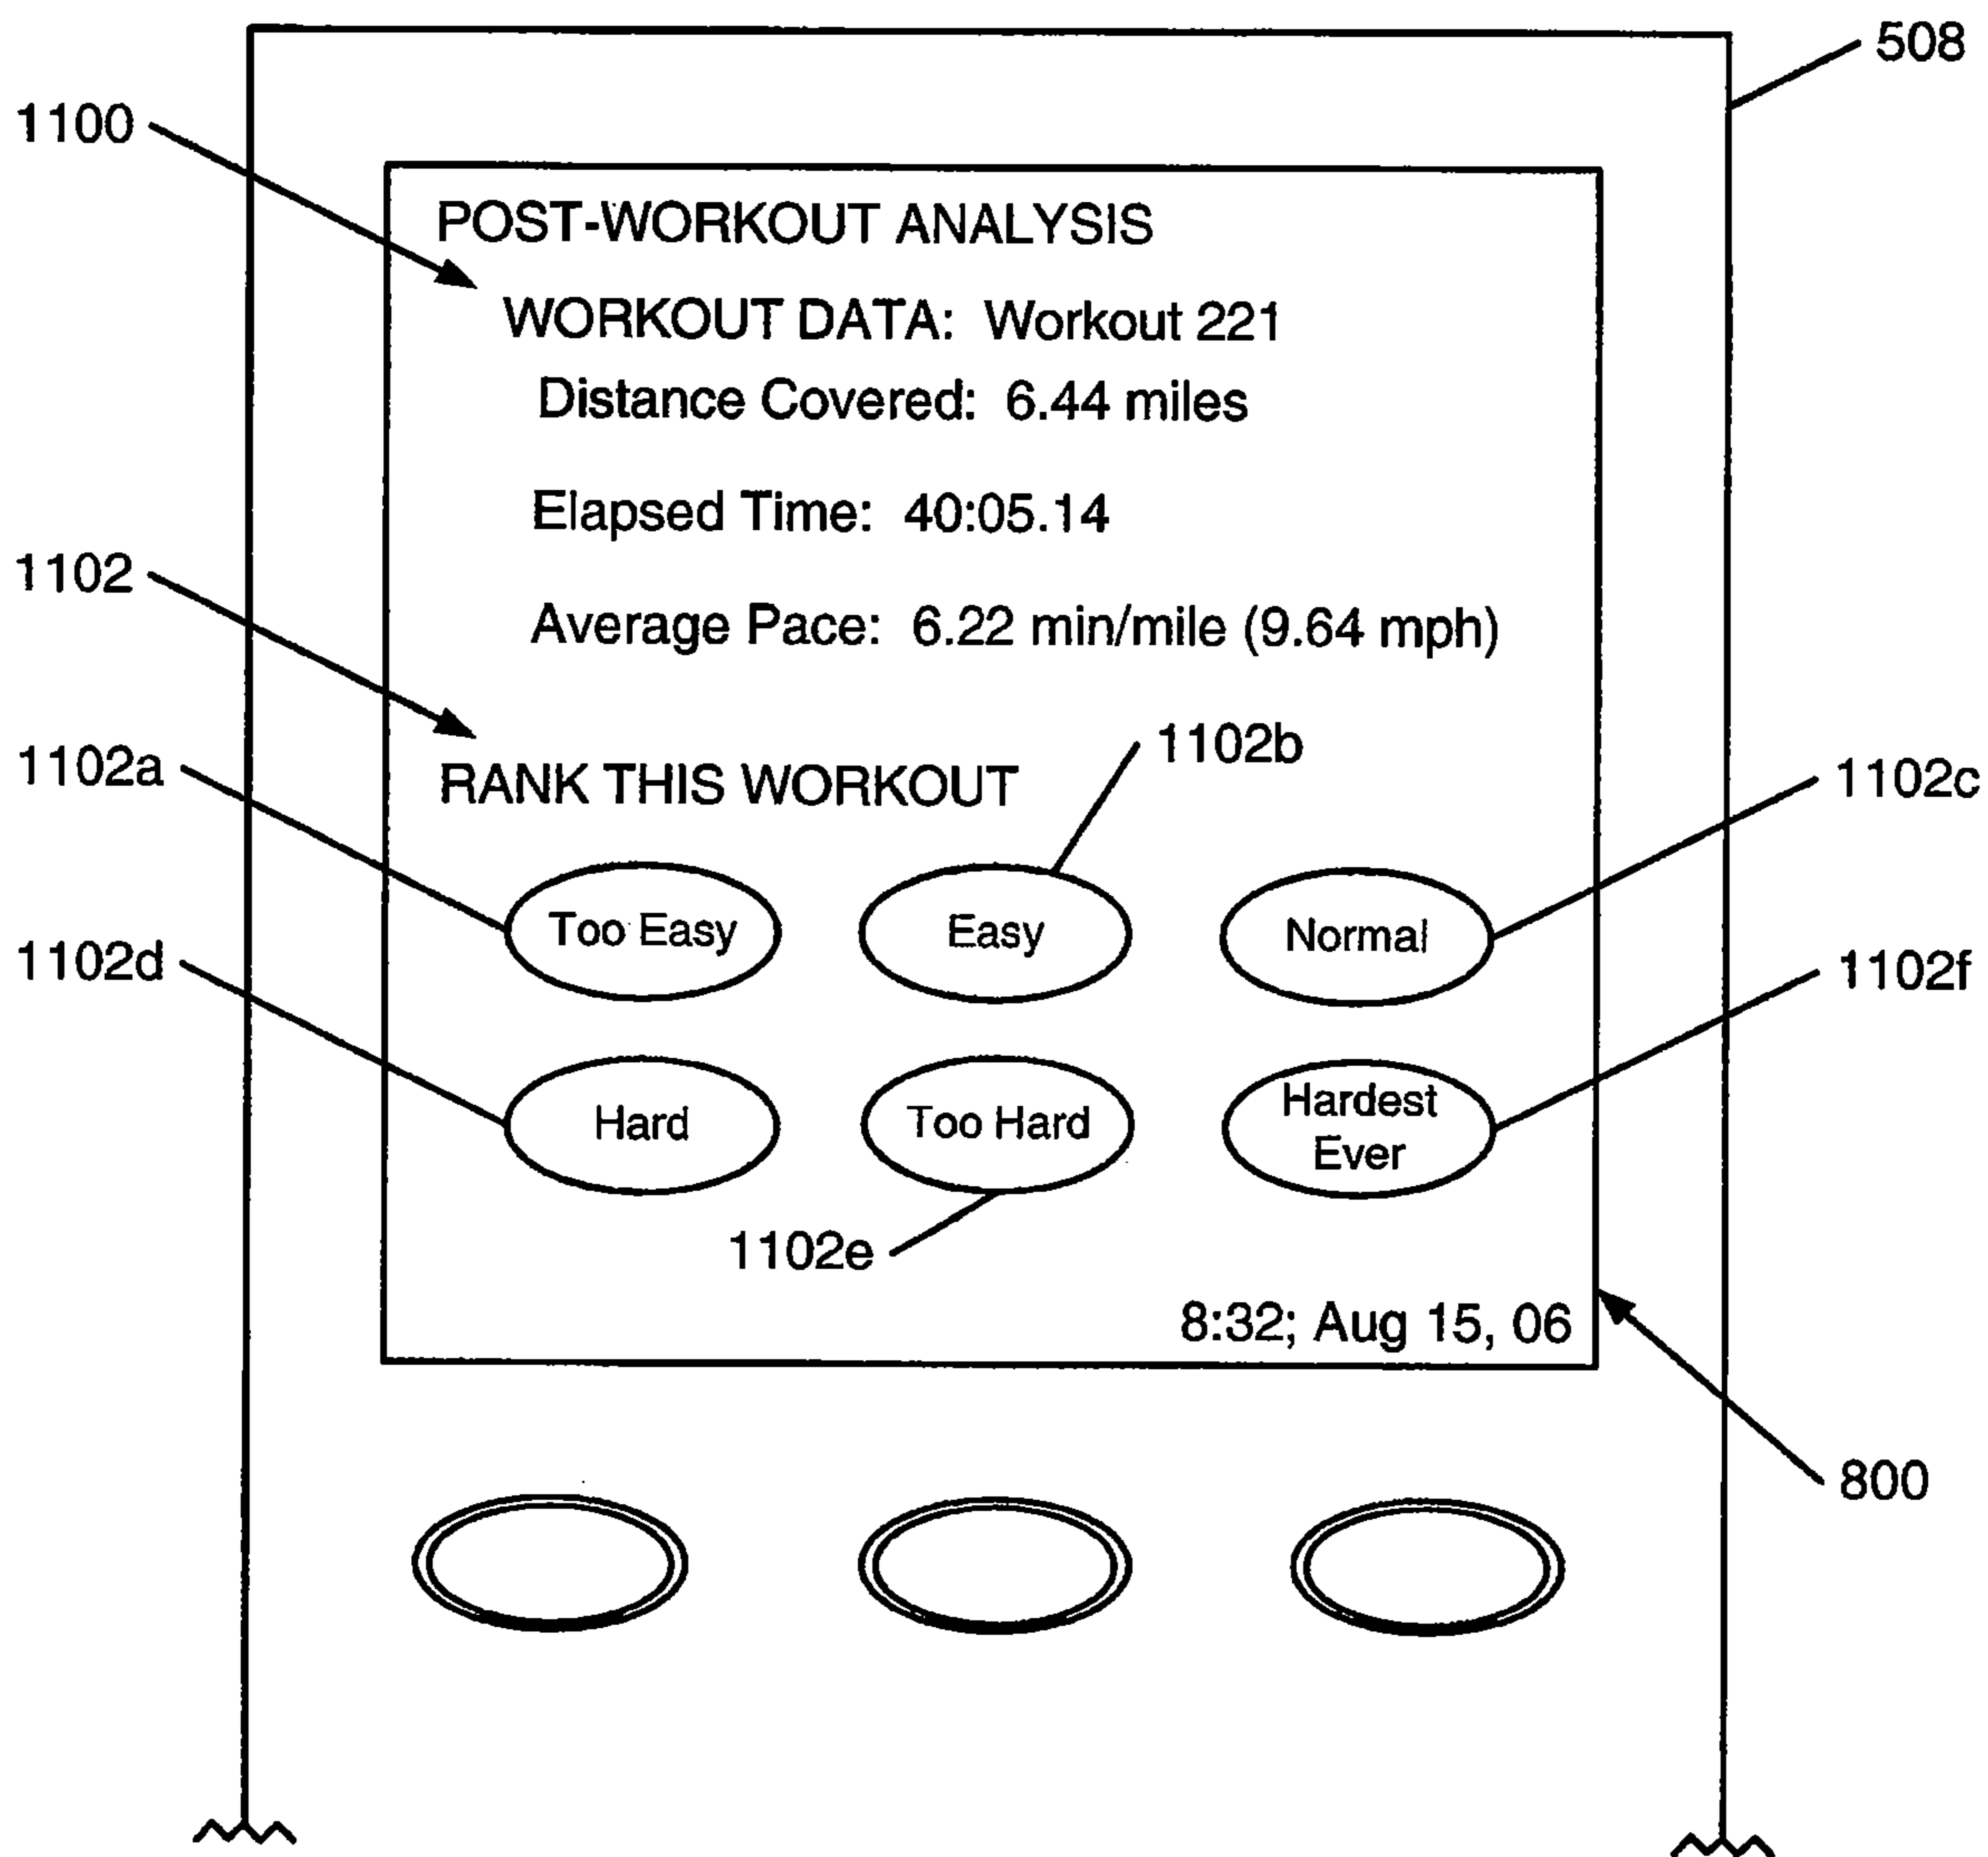 508
1100
POST-WORKOUT ANALYSIS
WORKOUT DATA: Workout 221
Distance Covered: 6.44 miles
Elapsed Time: 40:05.14
1102
Average Pace: 6.22 min/mile (9.64 mph)
1102b
1102a
RANK THIS WORKOUT
1102c
Too Easy
Easy
Normal
1102d
1102f
Hard
Too Hard
Hardest
Ever
1102e
8:32; Aug 15, 06
800